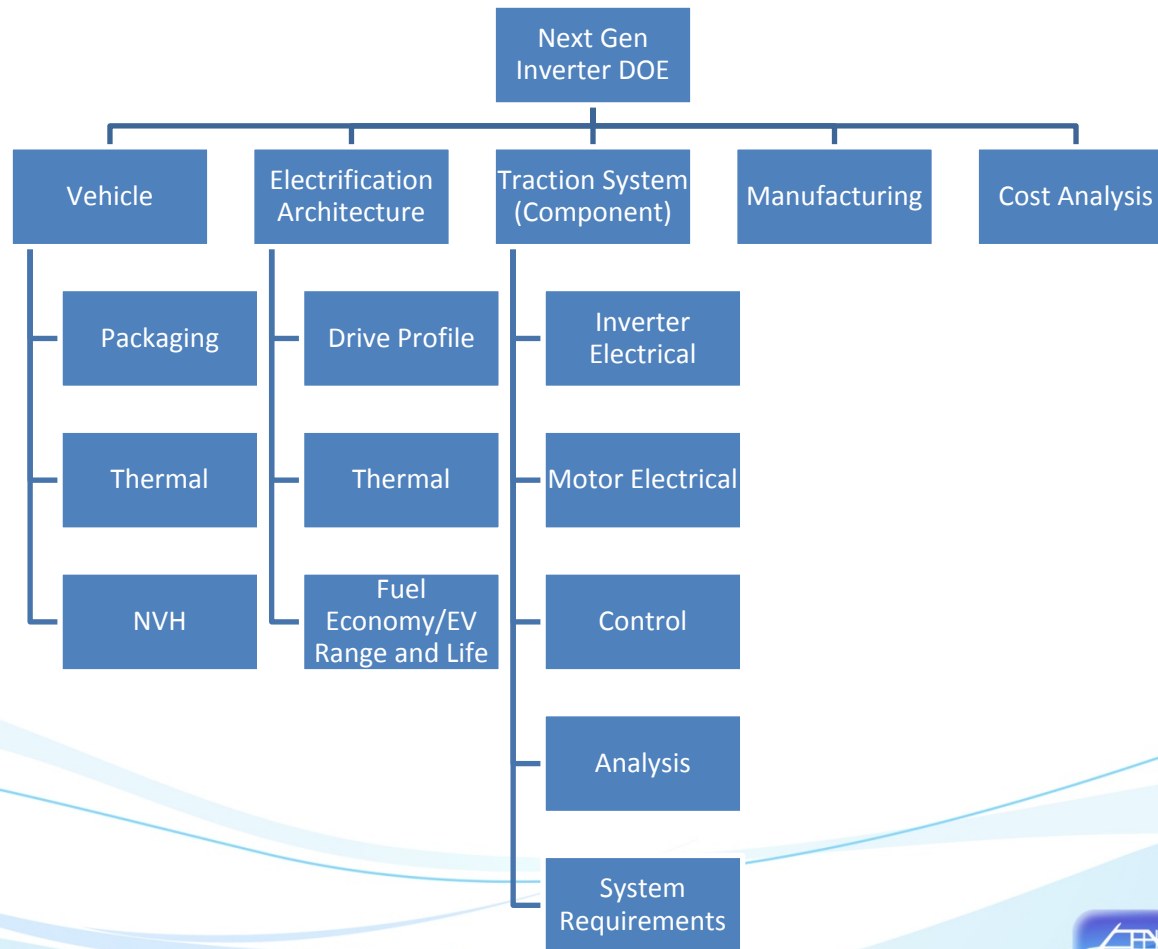 Next Gen
Inverter DOE
Vehicle
Electrification
Architecture
Traction System
(Component)
Manufacturing
Cost Analysis
Packaging
Drive Profile
Inverter
Electrical
Thermal
Thermal
Motor Electrical
NVH
Fuel
Economy/EV
Range and Life
Control
Analysis
System
Requirements